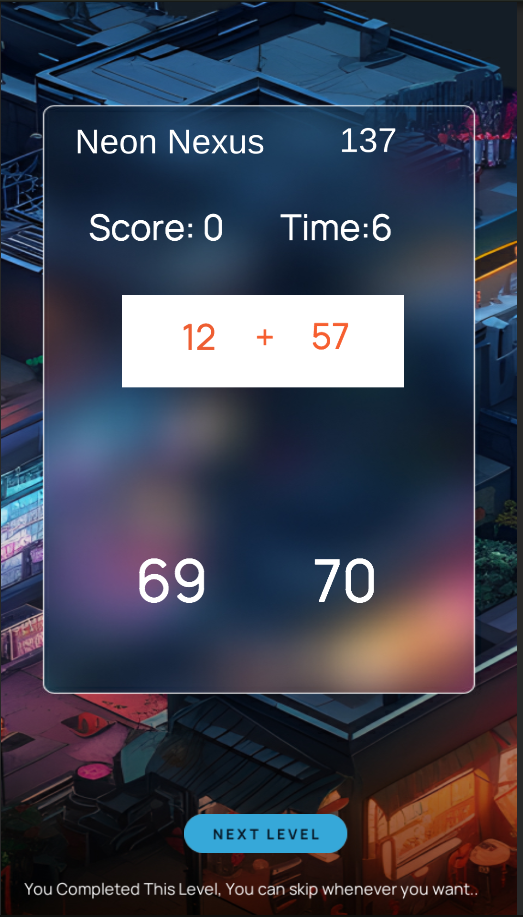 Neon Nexus 137
Score: 0 Time:6
12 + 57
69 70
NEXT LEVEL
You Completed This Level, You can skip whenever you want..